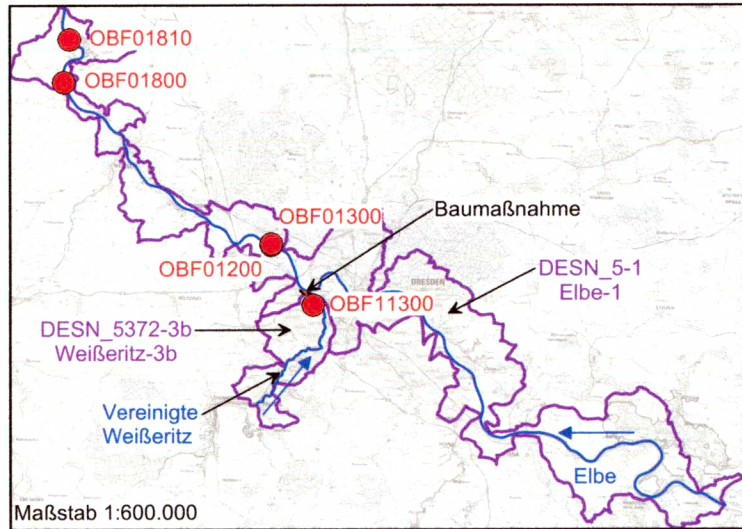 OBF01810
OBF01800
OBF01300
Baumaßnahme
OBF01200
DRESDEN
DESN_5-1
Elbe-1
OBF11300
DESN_5372-3b
Weißeritz-3b
Vereinigte
Weißeritz
Elbe
Maßstab 1:600.000